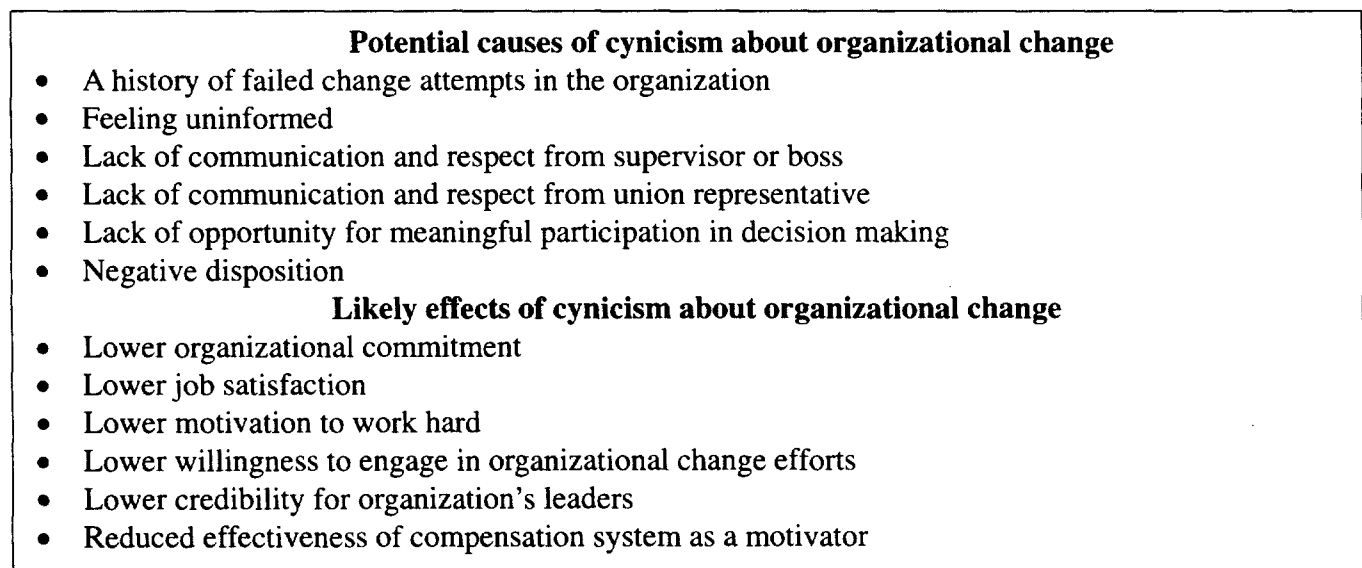 Potential causes of cynicism about organizational change
• A history of failed change attempts in the organization
• Feeling uninformed
• Lack of communication and respect from supervisor or boss
• Lack of communication and respect from union representative
• Lack of opportunity for meaningful participation in decision making
• Negative disposition
Likely effects of cynicism about organizational change
• Lower organizational commitment
• Lower job satisfaction
• Lower motivation to work hard
• Lower willingness to engage in organizational change efforts
• Lower credibility for organization's leaders
• Reduced effectiveness of compensation system as a motivator